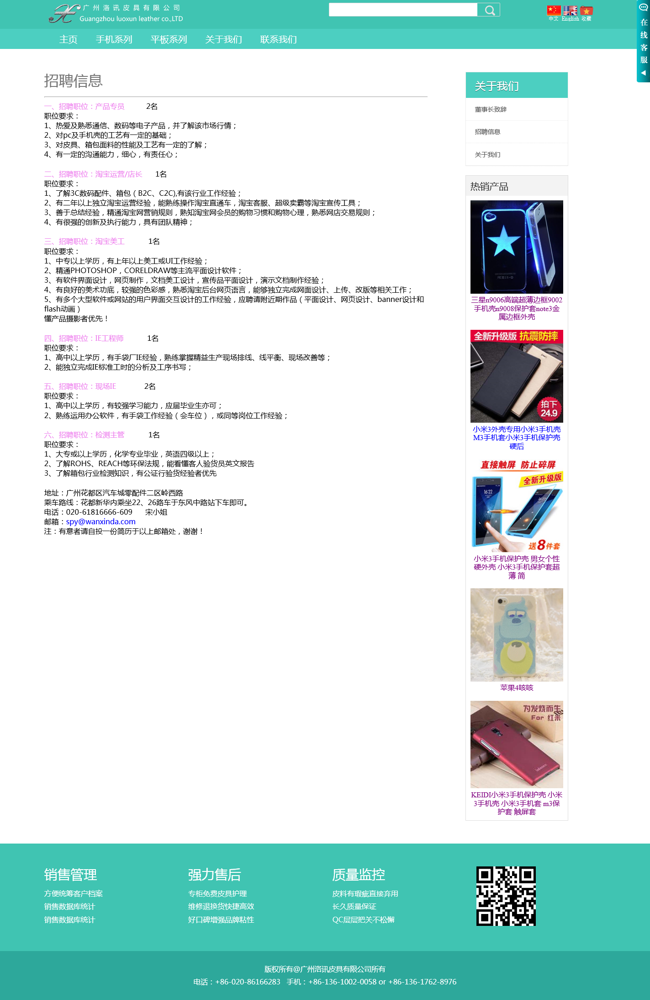 广州洛讯皮具有限公司
Guangzhou luoxun leather co.,LTD
中文 English 收藏
在线客服
主页 手机系列 平板系列 关于我们 联系我们
招聘信息
一、招聘职位：产品专员 2名
职位要求：
1、热爱及熟悉通信、数码等电子产品，并了解该市场行情；
2、对pc及手机壳的工艺有一定的基础；
3、对皮具、箱包面料的性能及工艺有一定的了解；
4、有一定的沟通能力，细心，有责任心；
二、招聘职位：淘宝运营/店长 1名
职位要求：
1、了解3C数码配件、箱包（B2C、C2C),有该行业工作经验；
2、有二年以上独立淘宝运营经验，能熟练操作淘宝直通车，淘宝客服、超级卖霸等淘宝宣传工具；
3、善于总结经验，精通淘宝网营销规则，熟知淘宝网会员的购物习惯和购物心理，熟悉网店交易规则；
4、有很强的创新及执行能力，具有团队精神；
三、招聘职位：淘宝美工 1名
职位要求：
1、中专以上学历，有上年以上美工或UI工作经验；
2、精通PHOTOSHOP，CORELDRAW等主流平面设计软件；
3、有软件界面设计，网页制作，文档美工设计，宣传品平面设计，演示文档制作经验；
4、有良好的美术功底，较强的色彩感，熟悉淘宝后台网页语言，能够独立完成网面设计、上传、改版等相关工作；
5、有多个大型软件或网站的用户界面交互设计的工作经验，应聘请附近期作品（平面设计、网页设计、banner设计和
flash动画）
懂产品摄影者优先！
四、招聘职位：IE工程师 1名
职位要求：
1、高中以上学历，有手袋厂IE经验，熟练掌握精益生产现场排线、线平衡、现场改善等；
2、能独立完成IE标准工时的分析及工序书写；
五、招聘职位：现场IE 2名
职位要求：
1、高中以上学历，有较强学习能力，应届毕业生亦可；
2、熟练运用办公软件，有手袋工作经验（会车位），或同等岗位工作经验；
六、招聘职位：检测主管 1名
职位要求：
1、大专或以上学历，化学专业毕业，英语四级以上；
2、了解ROHS、REACH等环保法规，能看懂客人验货员英文报告
3、了解箱包行业检测知识，有公证行验货经验者优先
地址：广州花都区汽车城零配件二区岭西路
乘车路线：花都新华内乘坐22、26路车于东风中路站下车即可。
电话：020-61816666-609 宋小姐
邮箱：spy@wanxinda.com
注：有意者请自投一份简历于以上邮箱处，谢谢！
关于我们
董事长致辞
招聘信息
关于我们
热销产品
三星n9006高端超薄边框9002
手机壳n9008保护套note3金
属边框外壳
全新升级版 抗震防摔
拍下
24.9
小米3外壳专用小米3手机壳
M3手机套小米3手机保护壳
硬后
直接触屏 防止碎屏
全新升级版
16:22
16:22
送8件套
小米3手机保护壳 男女个性
硬外壳 小米3手机保护套超
薄 简
苹果4咳咳
为发烧而生
For 红米
KEIDI小米3手机保护壳 小米
3手机壳 小米3手机套 m3保
护套 触屏套
销售管理
方便统筹客户档案
销售数据库统计
销售数据库统计
强力售后
专柜免费皮具护理
维修退换货快捷高效
好口碑增强品牌粘性
质量监控
皮料有瑕疵直接弃用
长久质量保证
QC层层把关不松懈
版权所有@广州洛讯皮具有限公司所有
电话：+86-020-86166283 手机：+86-136-1002-0058 or +86-136-1762-8976